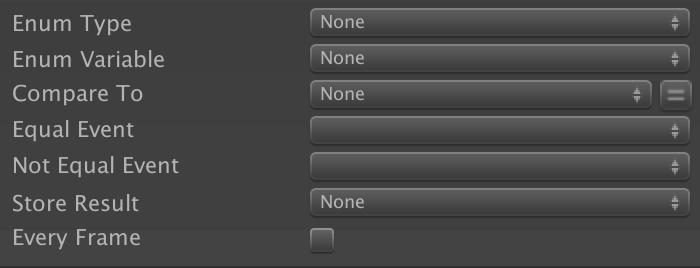 Enum Type None
Enum Variable None
Compare To None
Equal Event
Not Equal Event
Store Result None
Every Frame